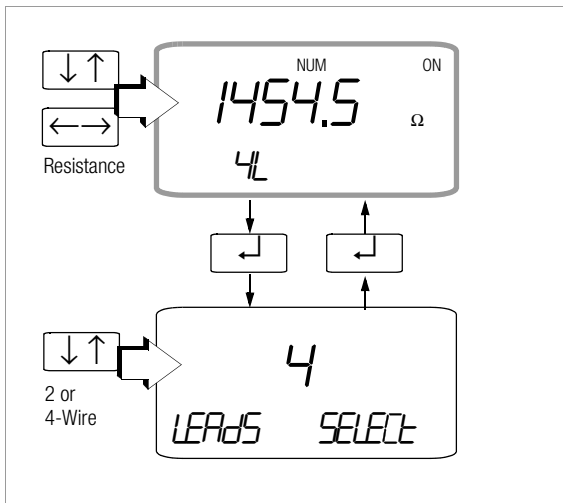 ↓ ↑
NUM ON
1454.5 Ω
← →
Resistance
4L
↵ ↵
↓ ↑
4
2 or
4-Wire
LEAdS SELECt